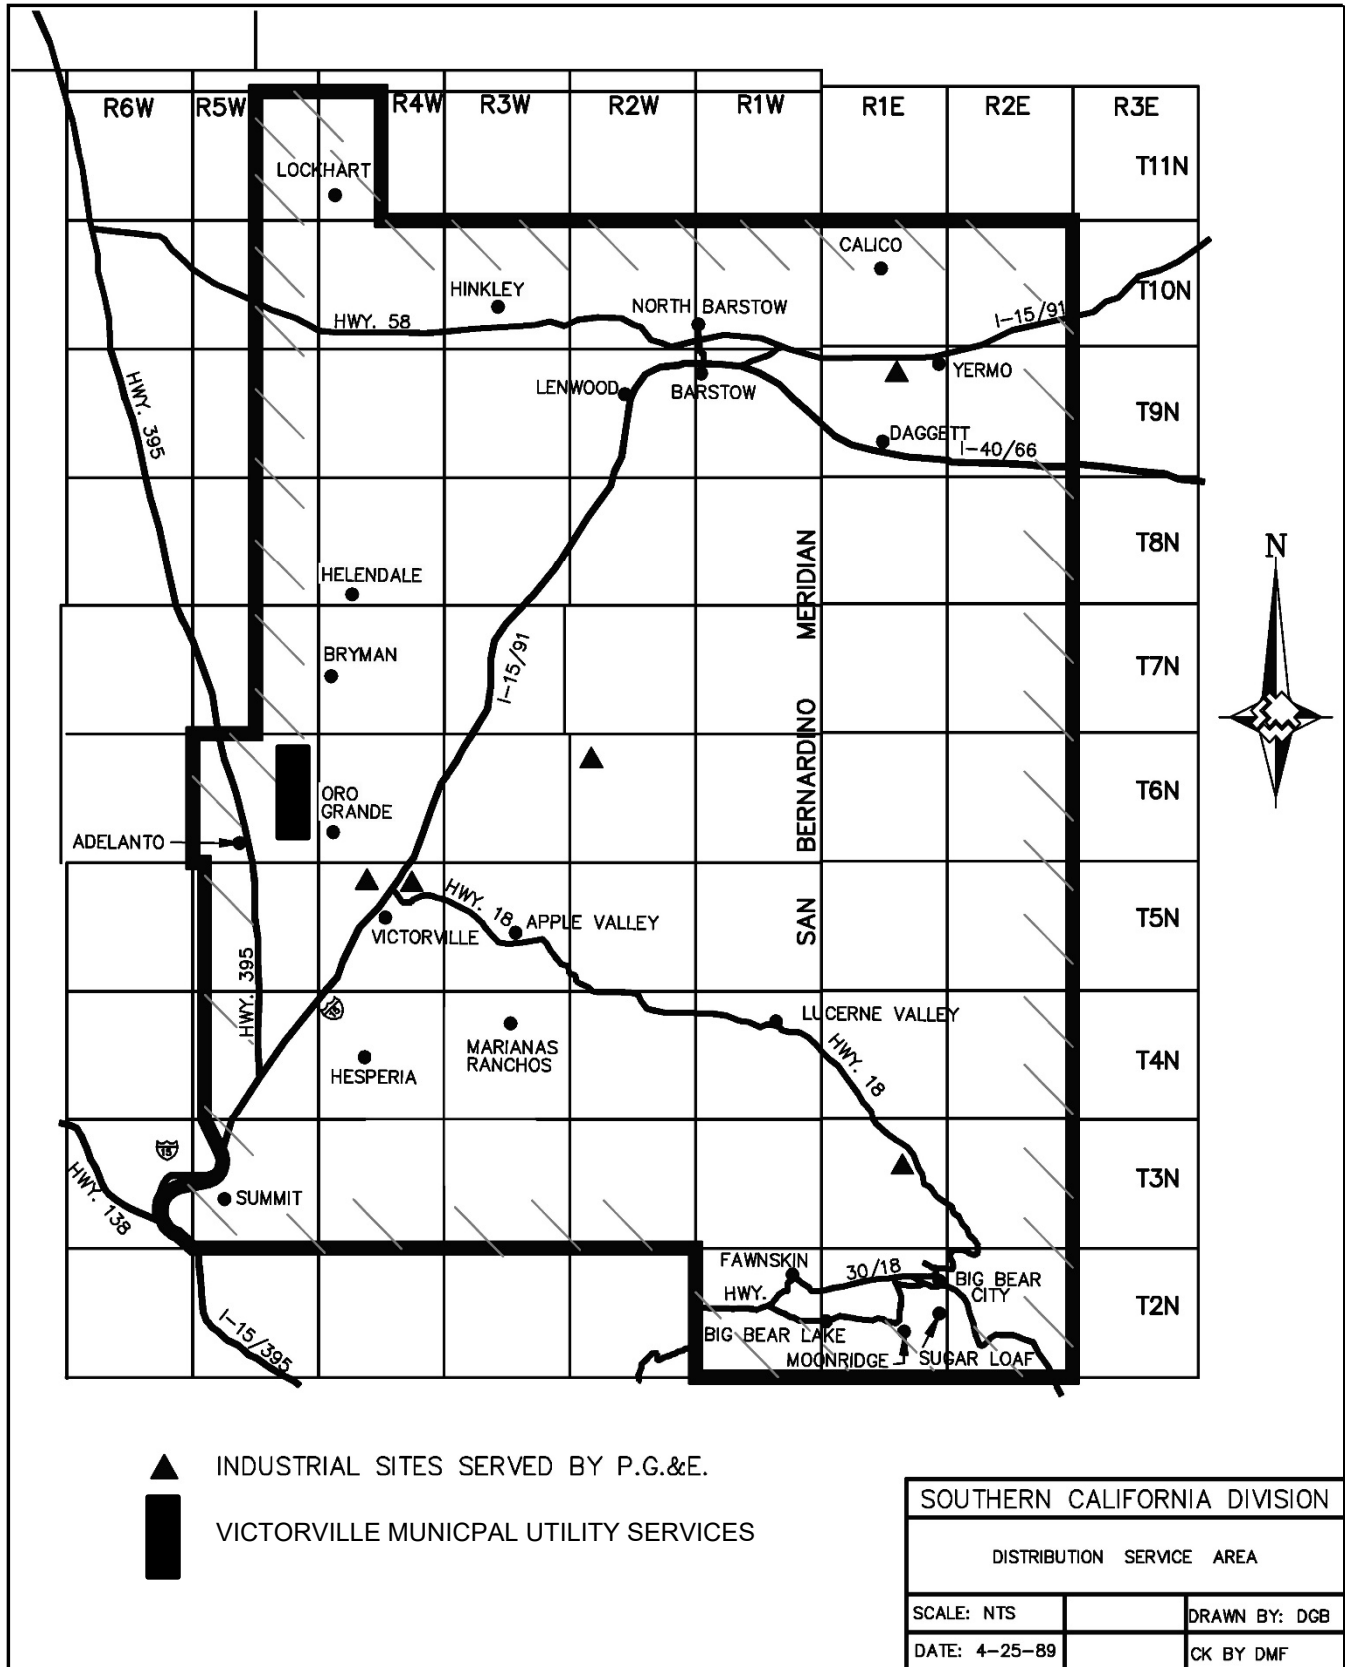 R6W R5W R4W R3W R2W R1W R1E R2E R3E
T11N
LOCKHART
CALICO
T10N
HINKLEY
NORTH BARSTOW
HWY. 58
I-15/91
HWY. 395
LENWOOD
BARSTOW
YERMO
T9N
DAGGETT
I-40/66
T8N
N
HELENDALE
SAN BERNARDINO MERIDIAN
BRYMAN
I-15/91
T7N
ORO
GRANDE
T6N
ADELANTO
HWY. 18
APPLE VALLEY
T5N
VICTORVILLE
HWY. 395
15
LUCERNE VALLEY
MARIANAS
RANCHOS
HWY. 18
T4N
HESPERIA
15
HWY. 138
SUMMIT
T3N
FAWNSKIN
HWY. 30/18
BIG BEAR
CITY
T2N
I-15/395
BIG BEAR LAKE
MOONRIDGE
SUGAR LOAF
INDUSTRIAL SITES SERVED BY P.G.&E.
VICTORVILLE MUNICPAL UTILITY SERVICES
SOUTHERN CALIFORNIA DIVISION
DISTRIBUTION SERVICE AREA
SCALE: NTS
DRAWN BY: DGB
DATE: 4-25-89
CK BY DMF